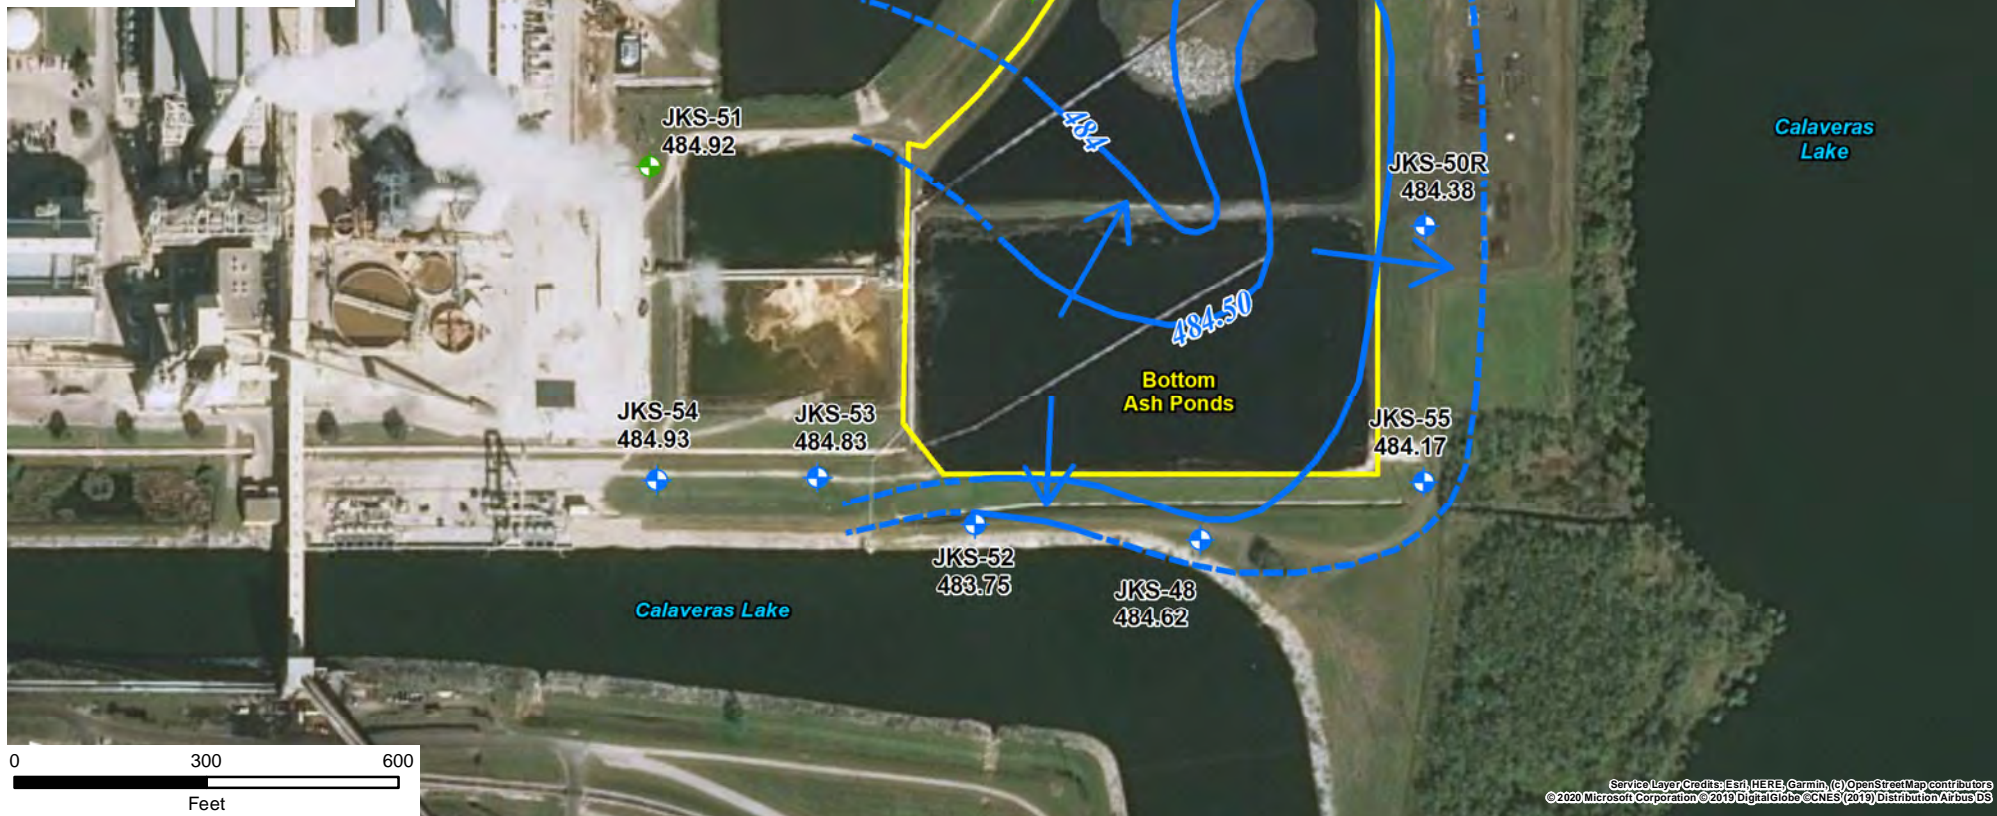 JKS-51
484.92
484
Calaveras
Lake
JKS-50R
484.38
484.50
Bottom
Ash Ponds
JKS-54
484.93
JKS-53
484.83
JKS-55
484.17
JKS-52
483.75
JKS-48
484.62
Calaveras Lake
0 300 600
Feet
Service Layer Credits: Esri, HERE, Garmin, (c) OpenStreetMap contributors
© 2020 Microsoft Corporation © 2019 DigitalGlobe ©CNES (2019) Distribution Airbus DS